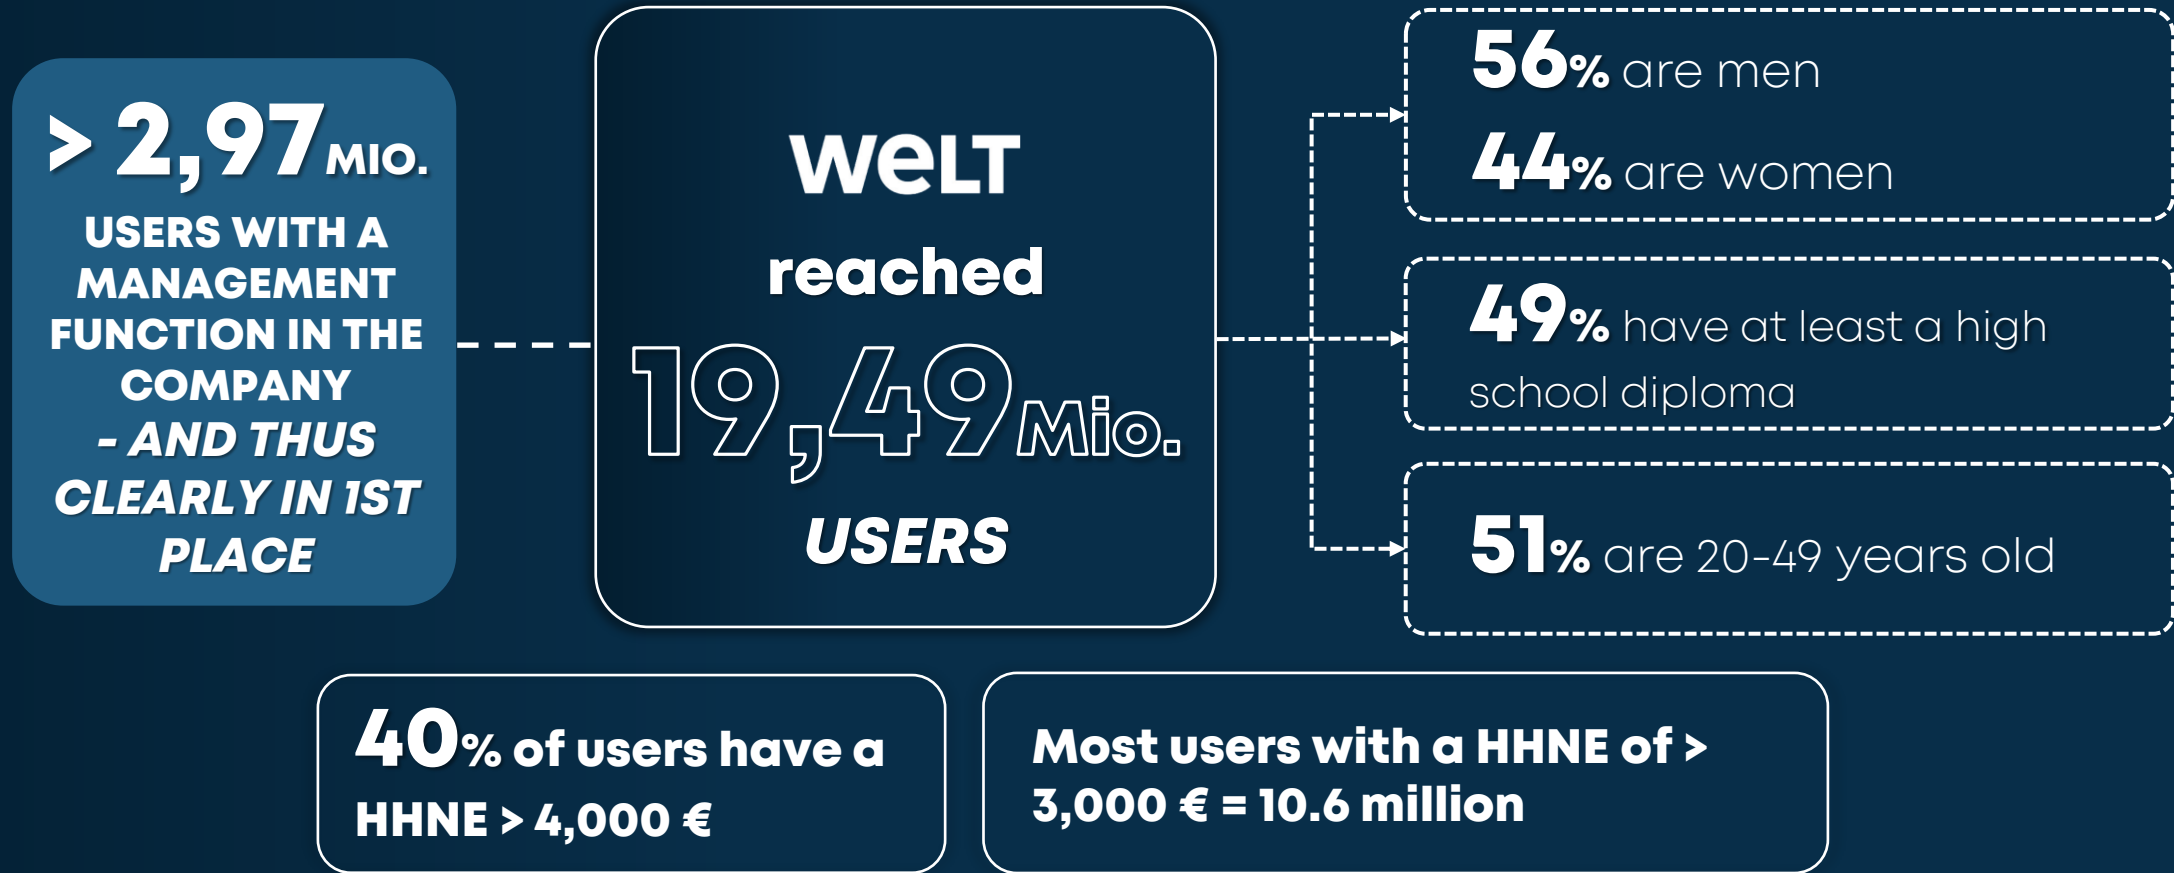 > 2,97 MIO.
USERS WITH A
MANAGEMENT
FUNCTION IN THE
COMPANY
- AND THUS
CLEARLY IN 1ST
PLACE
WELT
reached
19,49 Mio.
USERS
56% are men
44% are women
49% have at least a high
school diploma
51% are 20-49 years old
40% of users have a
HHNE > 4,000 €
Most users with a HHNE of >
3,000 € = 10.6 million